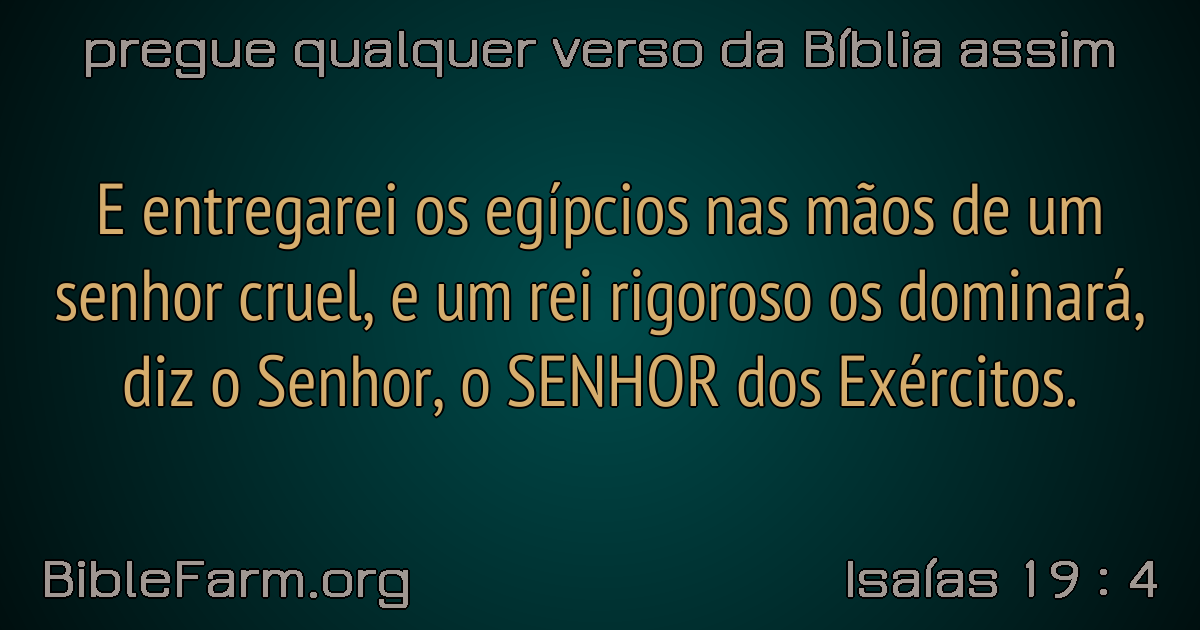 pregue qualquer verso da Bíblia assim
E entregarei os egípcios nas mãos de um
senhor cruel, e um rei rigoroso os dominará,
diz o Senhor, o SENHOR dos Exércitos.
BibleFarm.org
Isaías 19 : 4